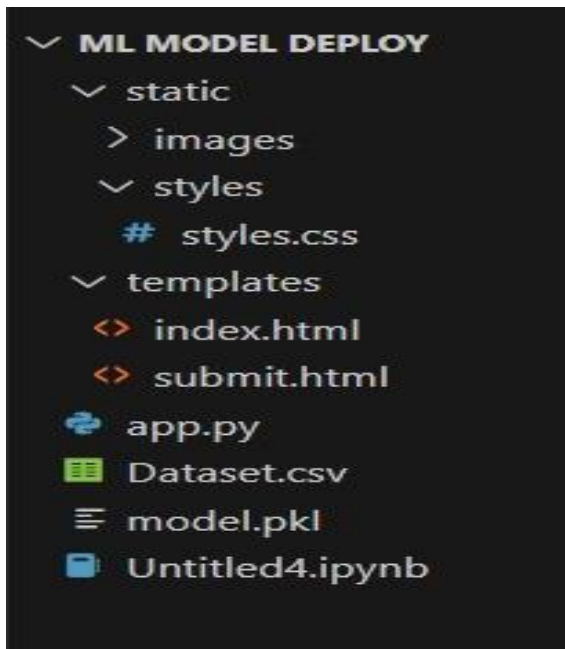 ML MODEL DEPLOY
static
images
styles
# styles.css
templates
<> index.html
<> submit.html
app.py
Dataset.csv
model.pkl
Untitled4.ipynb